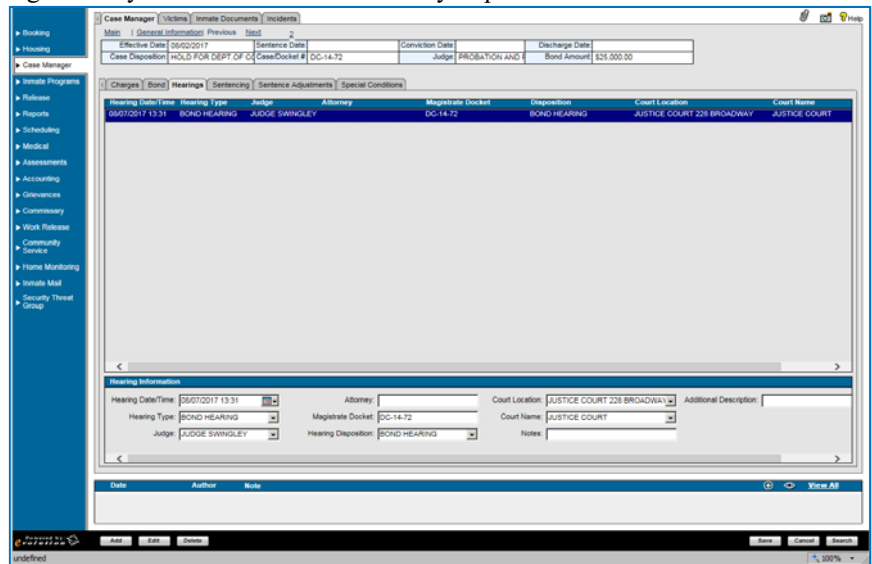 Case Manager Victims Inmate Documents Incidents
Help
Main | General Information Previous Next 2
Effective Date: 06/02/2017 Sentence Date: Conviction Date: Discharge Date:
Case Disposition: HOLD FOR DEPT OF Case/Docket #: DC-14-72 Judge: PROBATION AND Bond Amount: $25,000.00
Charges Bond Hearings Sentencing Sentence Adjustments Special Conditions
Hearing Date/Time Hearing Type Judge Attorney Magistrate Docket Disposition Court Location Court Name
08/07/2017 13:31 BOND HEARING JUDGE SWINGLEY DC-14-72 BOND HEARING JUSTICE COURT 228 BROADWAY JUSTICE COURT
Booking
Housing
Case Manager
Inmate Programs
Release
Reports
Scheduling
Medical
Assessments
Accounting
Grievances
Commissary
Work Release
Community
Service
Home Monitoring
Inmate Mail
Security Threat
Group
Hearing Information
Hearing Date/Time: 08/07/2017 13:31 Attorney: Court Location: JUSTICE COURT 228 BROADWAY Additional Description:
Hearing Type: BOND HEARING Magistrate Docket: DC-14-72 Court Name: JUSTICE COURT
Judge: JUDGE SWINGLEY Hearing Disposition: BOND HEARING Notes:
Date Author Note View All
Powered by
evolution
Add Edit Delete Save Cancel Search
undefined 100%